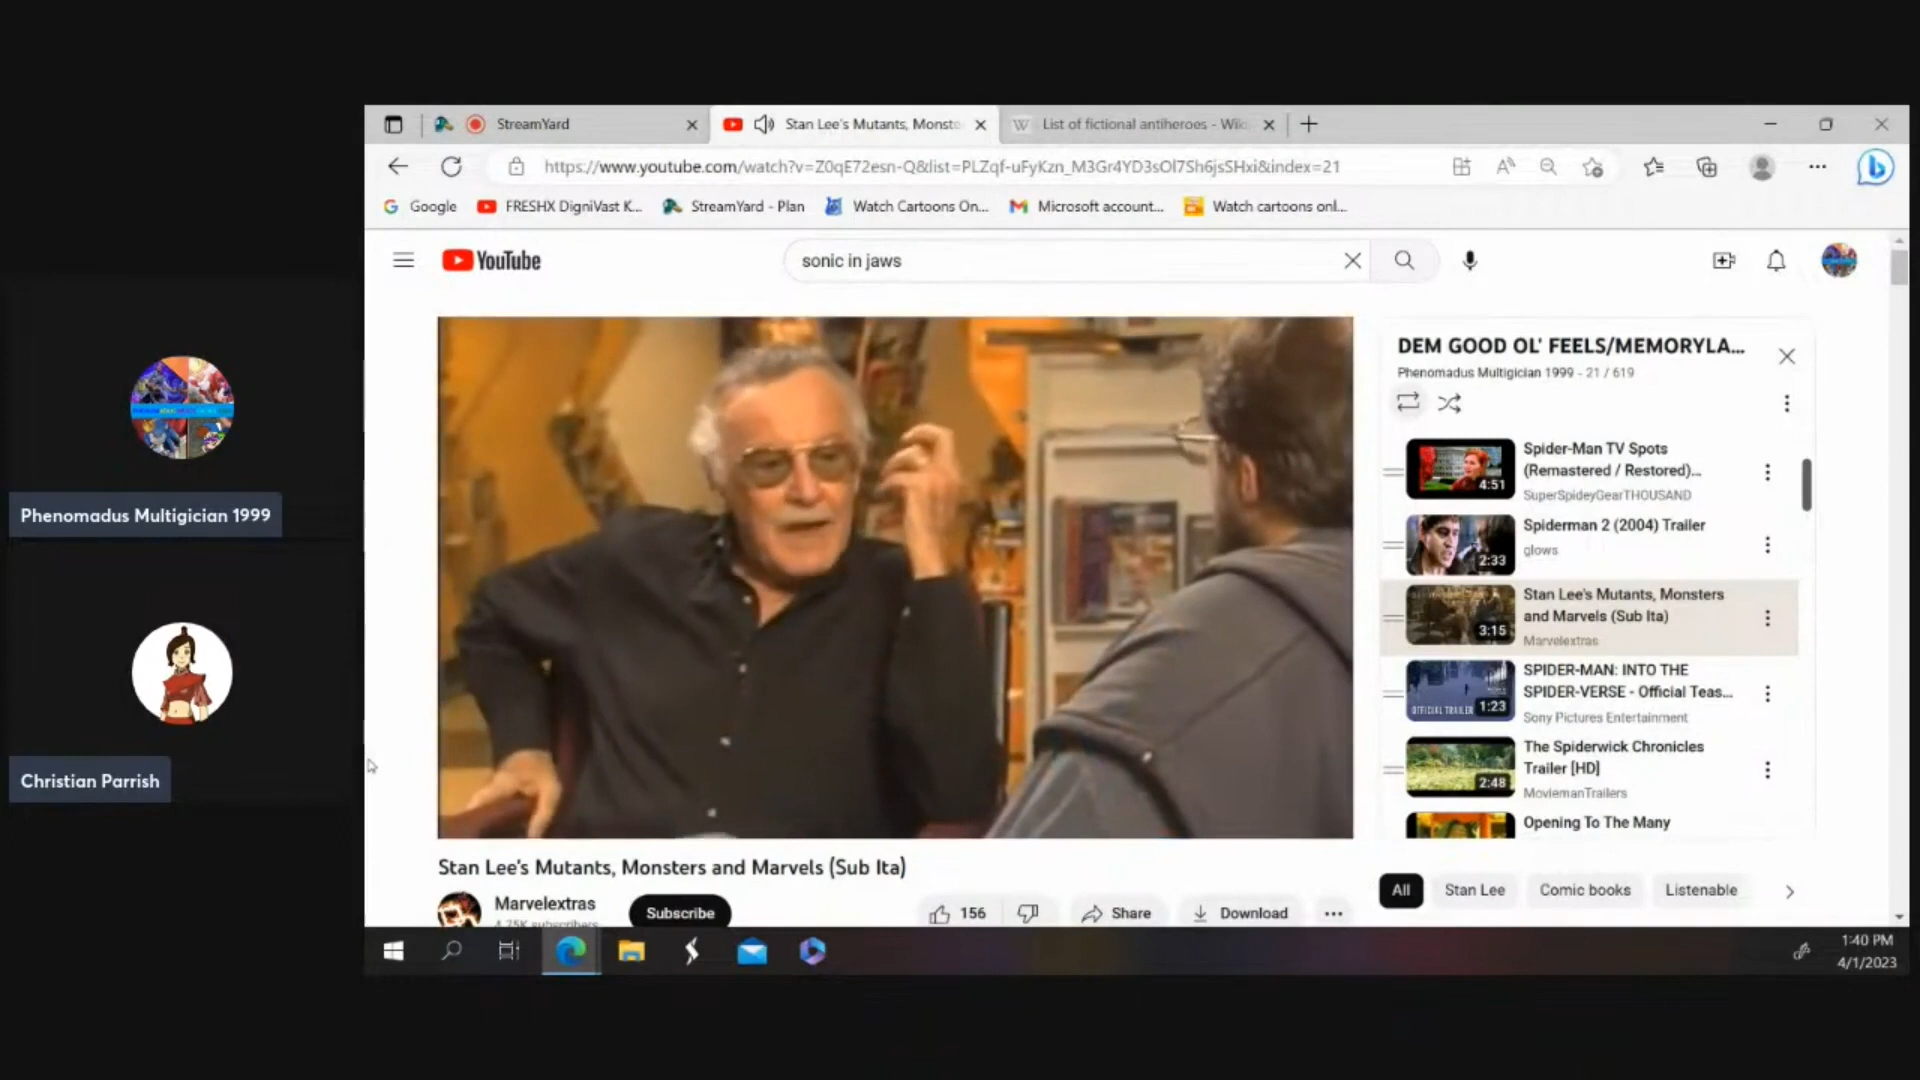 StreamYard
Stan Lee's Mutants, Monste
List of fictional antiheroes - Wik
https://www.youtube.com/watch?v=Z0qE72esn-Q&list=PLZqf-uFyKzn_M3Gr4YD3sOl7Sh6jsSHxi&index=21
Google
FRESHX DigniVast K...
StreamYard - Plan
Watch Cartoons On...
Microsoft account...
Watch cartoons onl...
YouTube
sonic in jaws
DEM GOOD OL' FEELS/MEMORYLA...
Phenomadus Multigician 1999 - 21 / 619
Spider-Man TV Spots
(Remastered / Restored)...
SuperSpideyGearTHOUSAND
4:51
Spiderman 2 (2004) Trailer
glows
2:33
Stan Lee's Mutants, Monsters
and Marvels (Sub Ita)
Marvelextras
3:15
SPIDER-MAN: INTO THE
SPIDER-VERSE - Official Teas...
Sony Pictures Entertainment
OFFICIAL TRAILER
1:23
The Spiderwick Chronicles
Trailer [HD]
MoviemanTrailers
2:48
Opening To The Many
Phenomadus Multigician 1999
Christian Parrish
Stan Lee's Mutants, Monsters and Marvels (Sub Ita)
Marvelextras
4.75K subscribers
Subscribe
156
Share
Download
All
Stan Lee
Comic books
Listenable
1:40 PM
4/1/2023